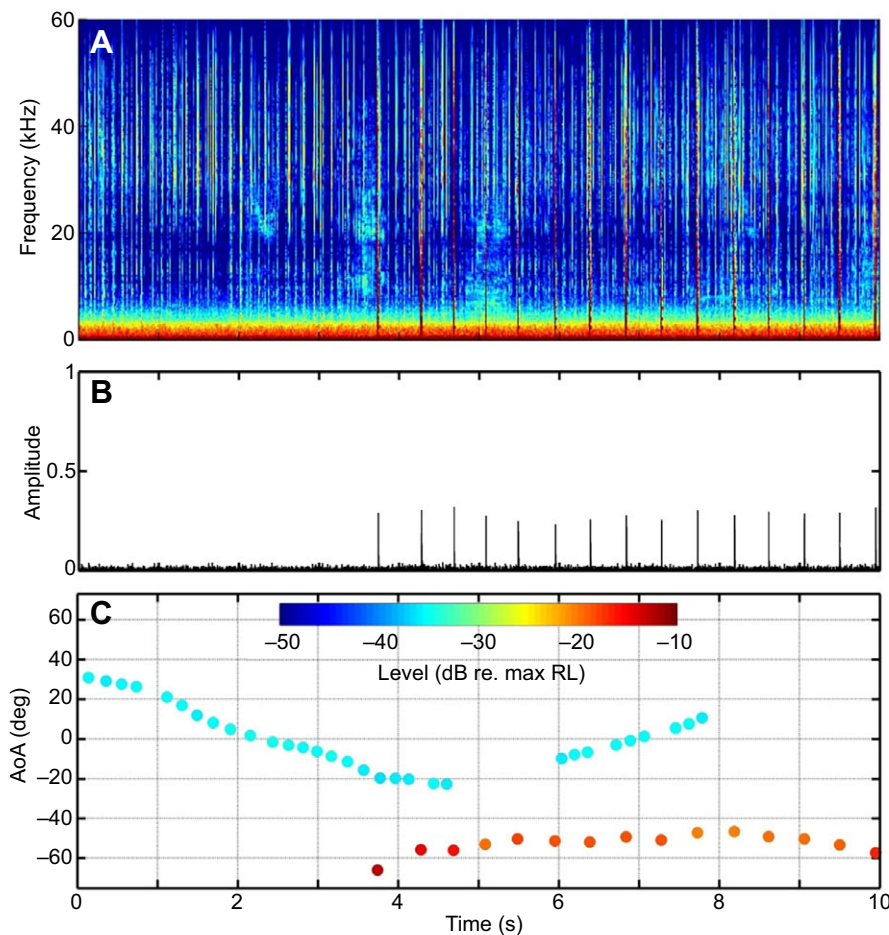 A
60
40
20
0
Frequency (kHz)
B
1
0.5
0
Amplitude
C
60
40
20
0
–20
–40
–60
AoA (deg)
–50 –40 –30 –20 –10
Level (dB re. max RL)
0 2 4 6 8 10
Time (s)